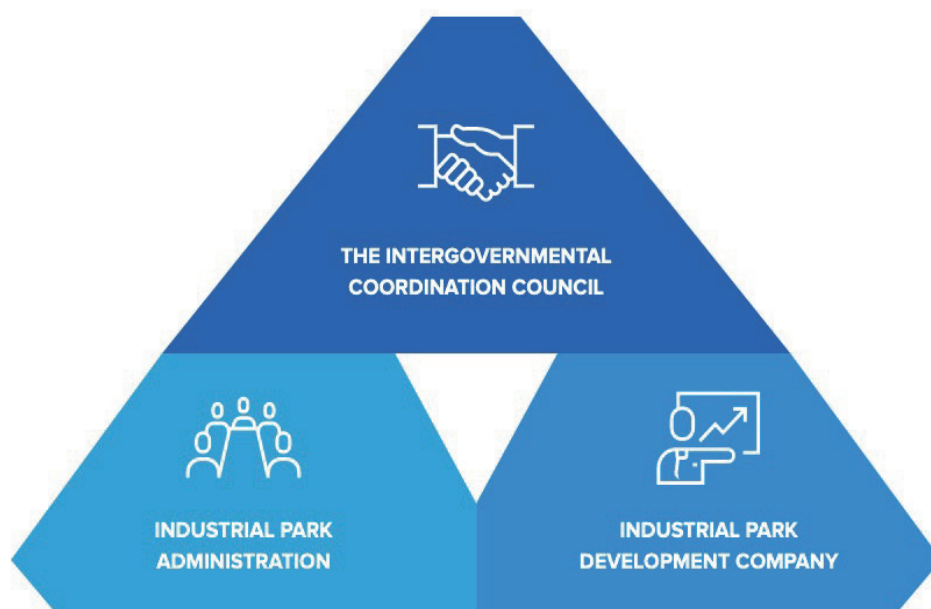 THE INTERGOVERNMENTAL
COORDINATION COUNCIL
INDUSTRIAL PARK
ADMINISTRATION
INDUSTRIAL PARK
DEVELOPMENT COMPANY